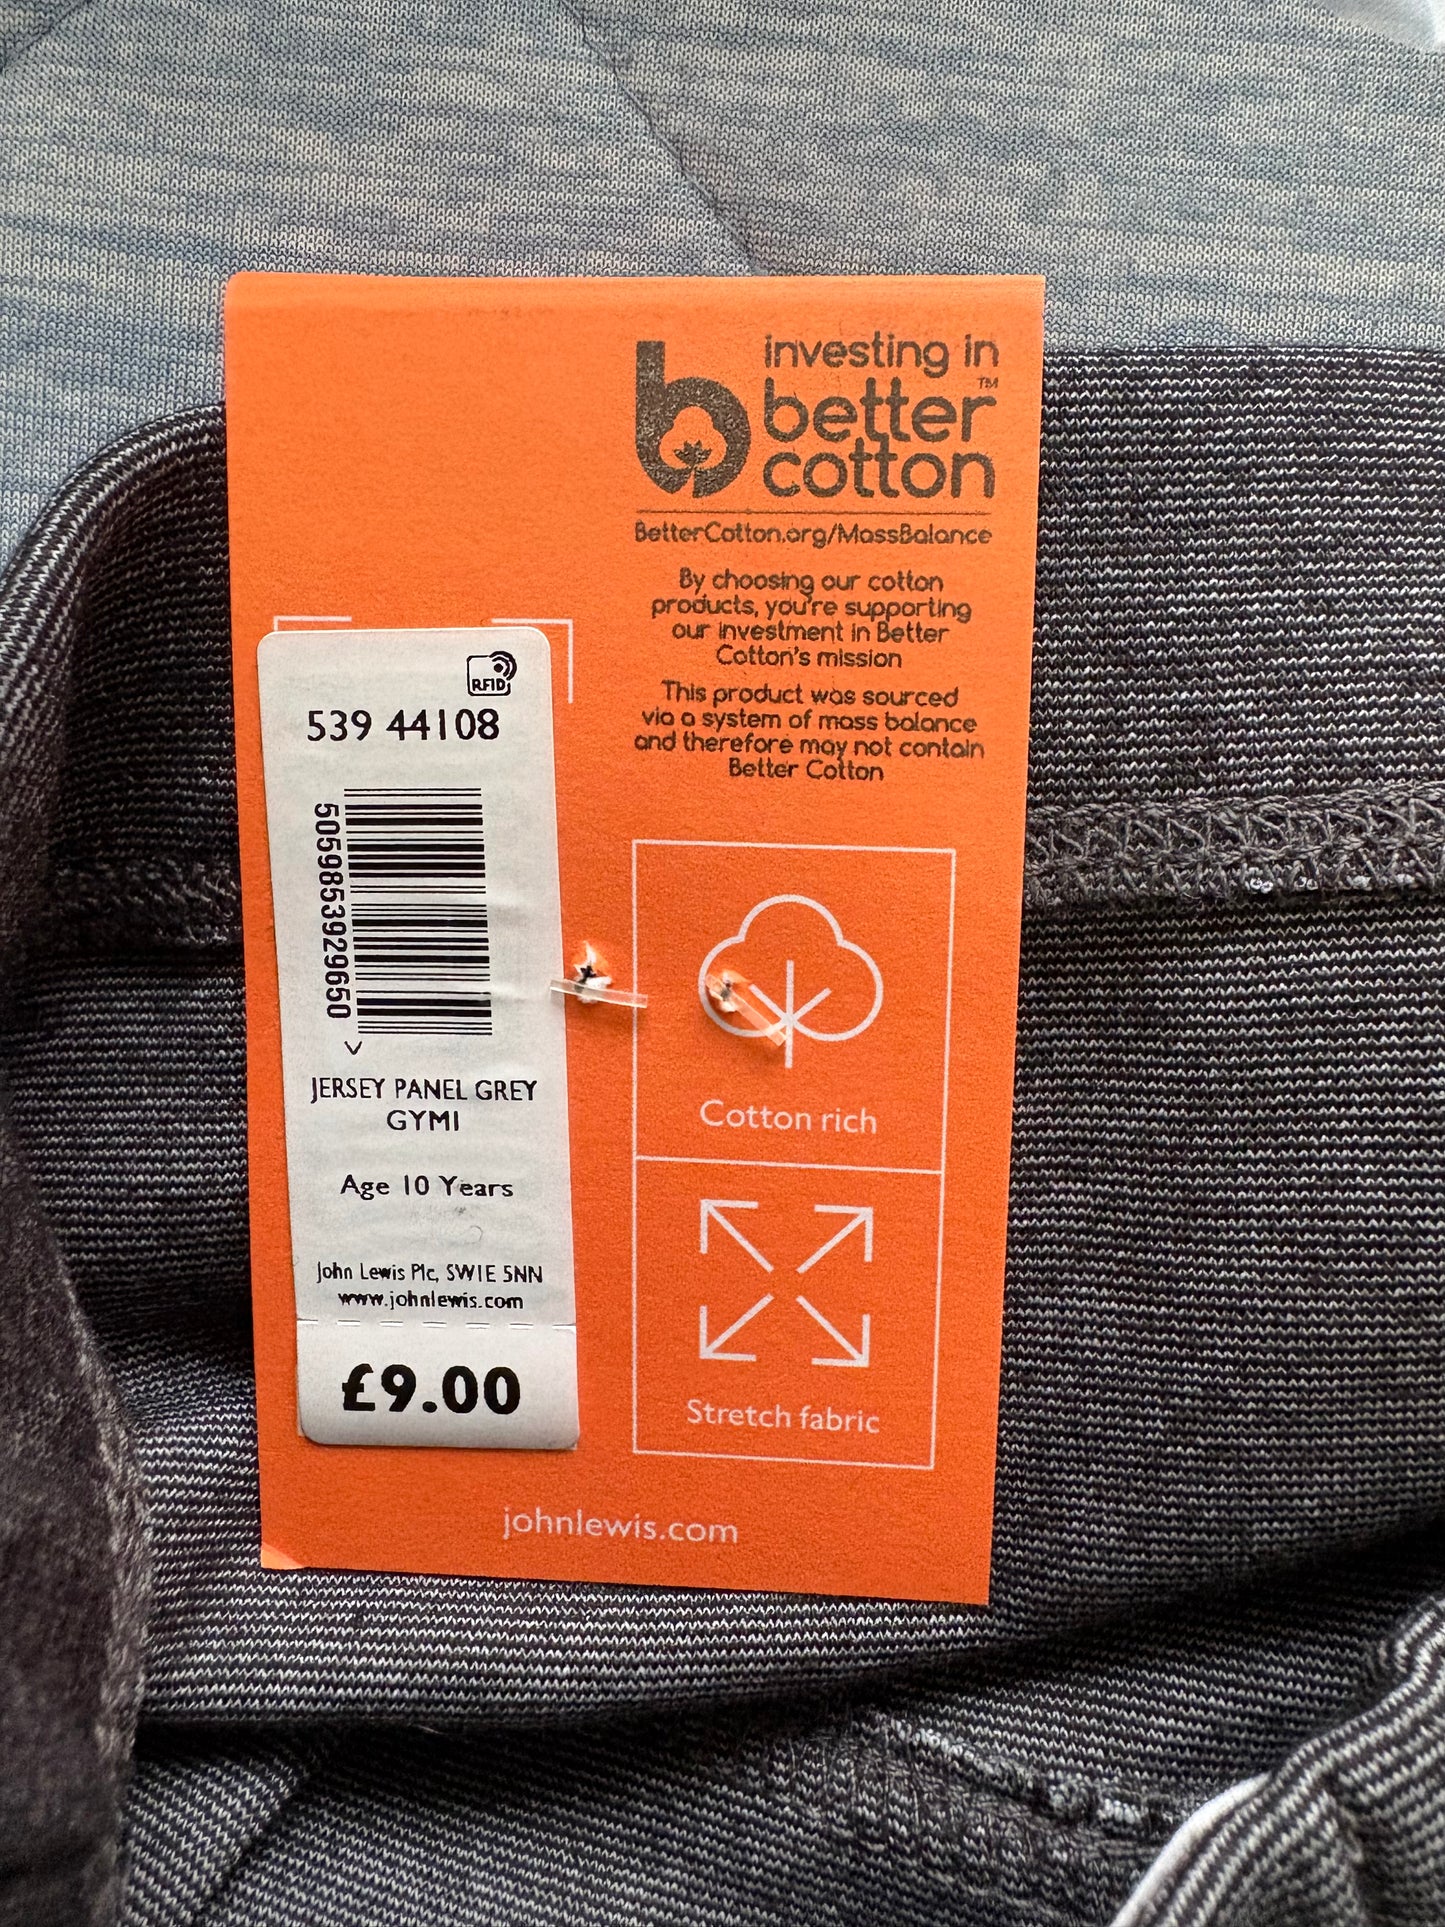 investing in
better™
cotton
BetterCotton.org/MassBalance
By choosing our cotton
products, you're supporting
our investment in Better
Cotton's mission
This product was sourced
via a system of mass balance
and therefore may not contain
Better Cotton
RFID
539 44108
5059853929650
>
JERSEY PANEL GREY
GYM1
Age 10 Years
John Lewis Plc, SW1E 5NN
www.johnlewis.com
£9.00
Cotton rich
Stretch fabric
johnlewis.com